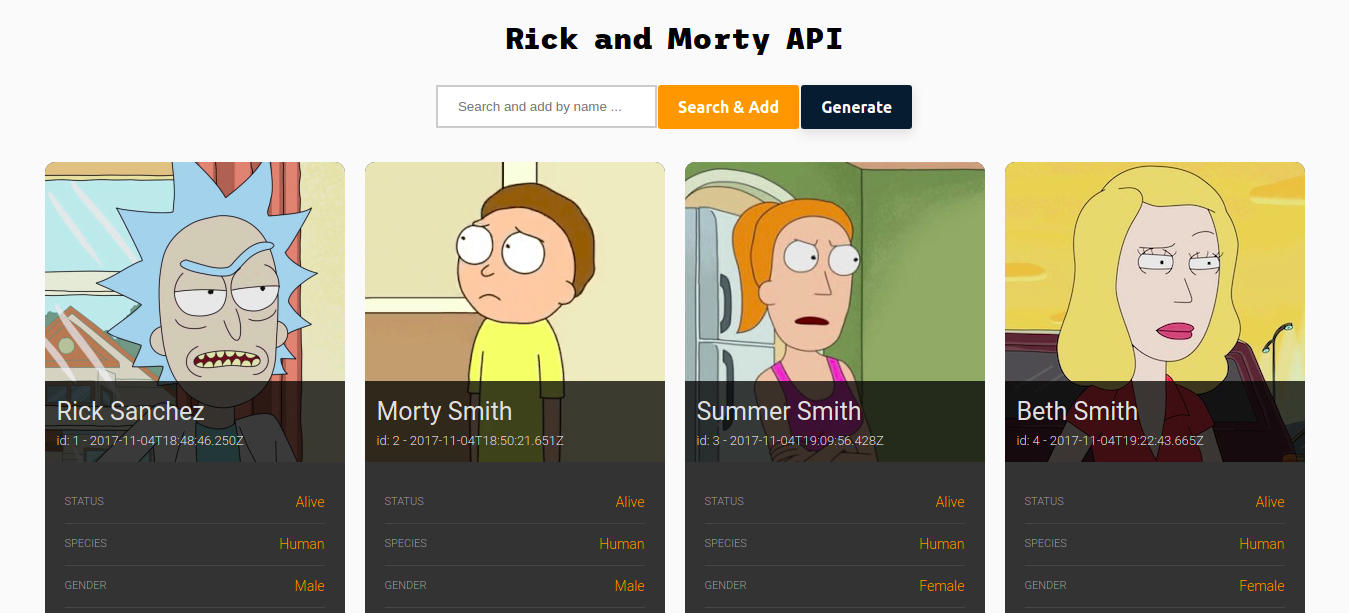 Rick and Morty API
Search and add by name ... Search & Add Generate
Rick Sanchez
id: 1 - 2017-11-04T18:48:46.250Z
STATUS Alive
SPECIES Human
GENDER Male
Morty Smith
id: 2 - 2017-11-04T18:50:21.651Z
STATUS Alive
SPECIES Human
GENDER Male
Summer Smith
id: 3 - 2017-11-04T19:09:56.428Z
STATUS Alive
SPECIES Human
GENDER Female
Beth Smith
id: 4 - 2017-11-04T19:22:43.665Z
STATUS Alive
SPECIES Human
GENDER Female